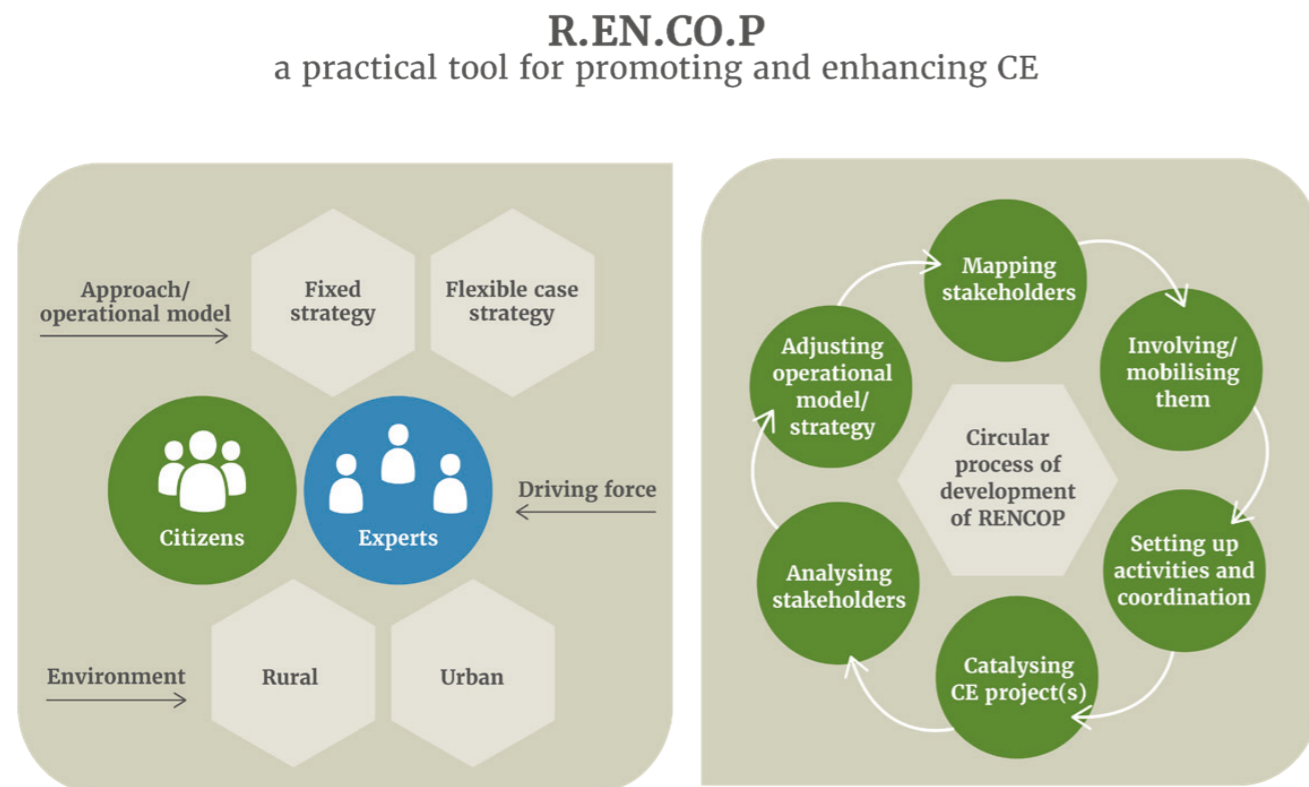 R.EN.CO.P
a practical tool for promoting and enhancing CE
Approach/
operational model
Fixed
strategy
Flexible case
strategy
Citizens
Experts
Driving force
Environment
Rural
Urban
Mapping
stakeholders
Involving/
mobilising
them
Setting up
activities and
coordination
Catalysing
CE project(s)
Analysing
stakeholders
Adjusting
operational
model/
strategy
Circular
process of
development
of RENCOP